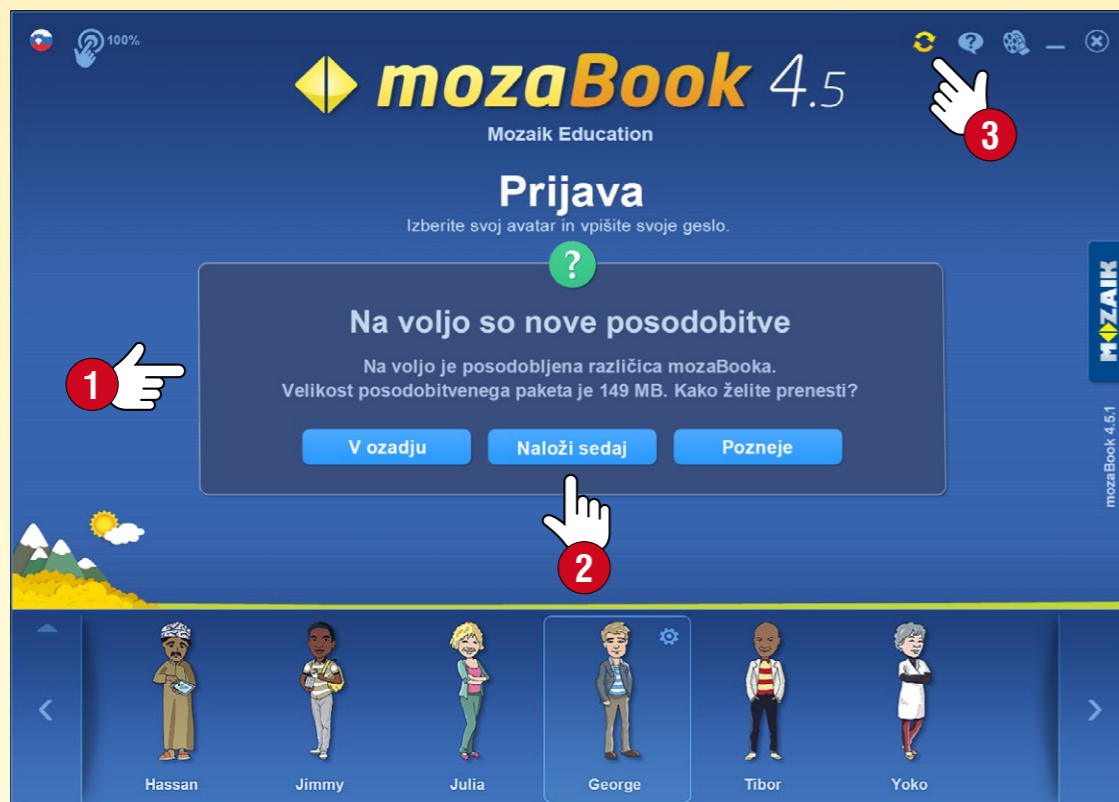 100%
mozaBook 4.5
Mozaik Education
3
Prijava
Izberite svoj avatar in vpišite svoje geslo.
?
Na voljo so nove posodobitve
Na voljo je posodobljena različica mozaBooka.
Velikost posodobitvenega paketa je 149 MB. Kako želite prenesti?
1
V ozadju
Naloži sedaj
Pozneje
2
MOZAIK
mozaBook 4.5.1
Hassan
Jimmy
Julia
George
Tibor
Yoko